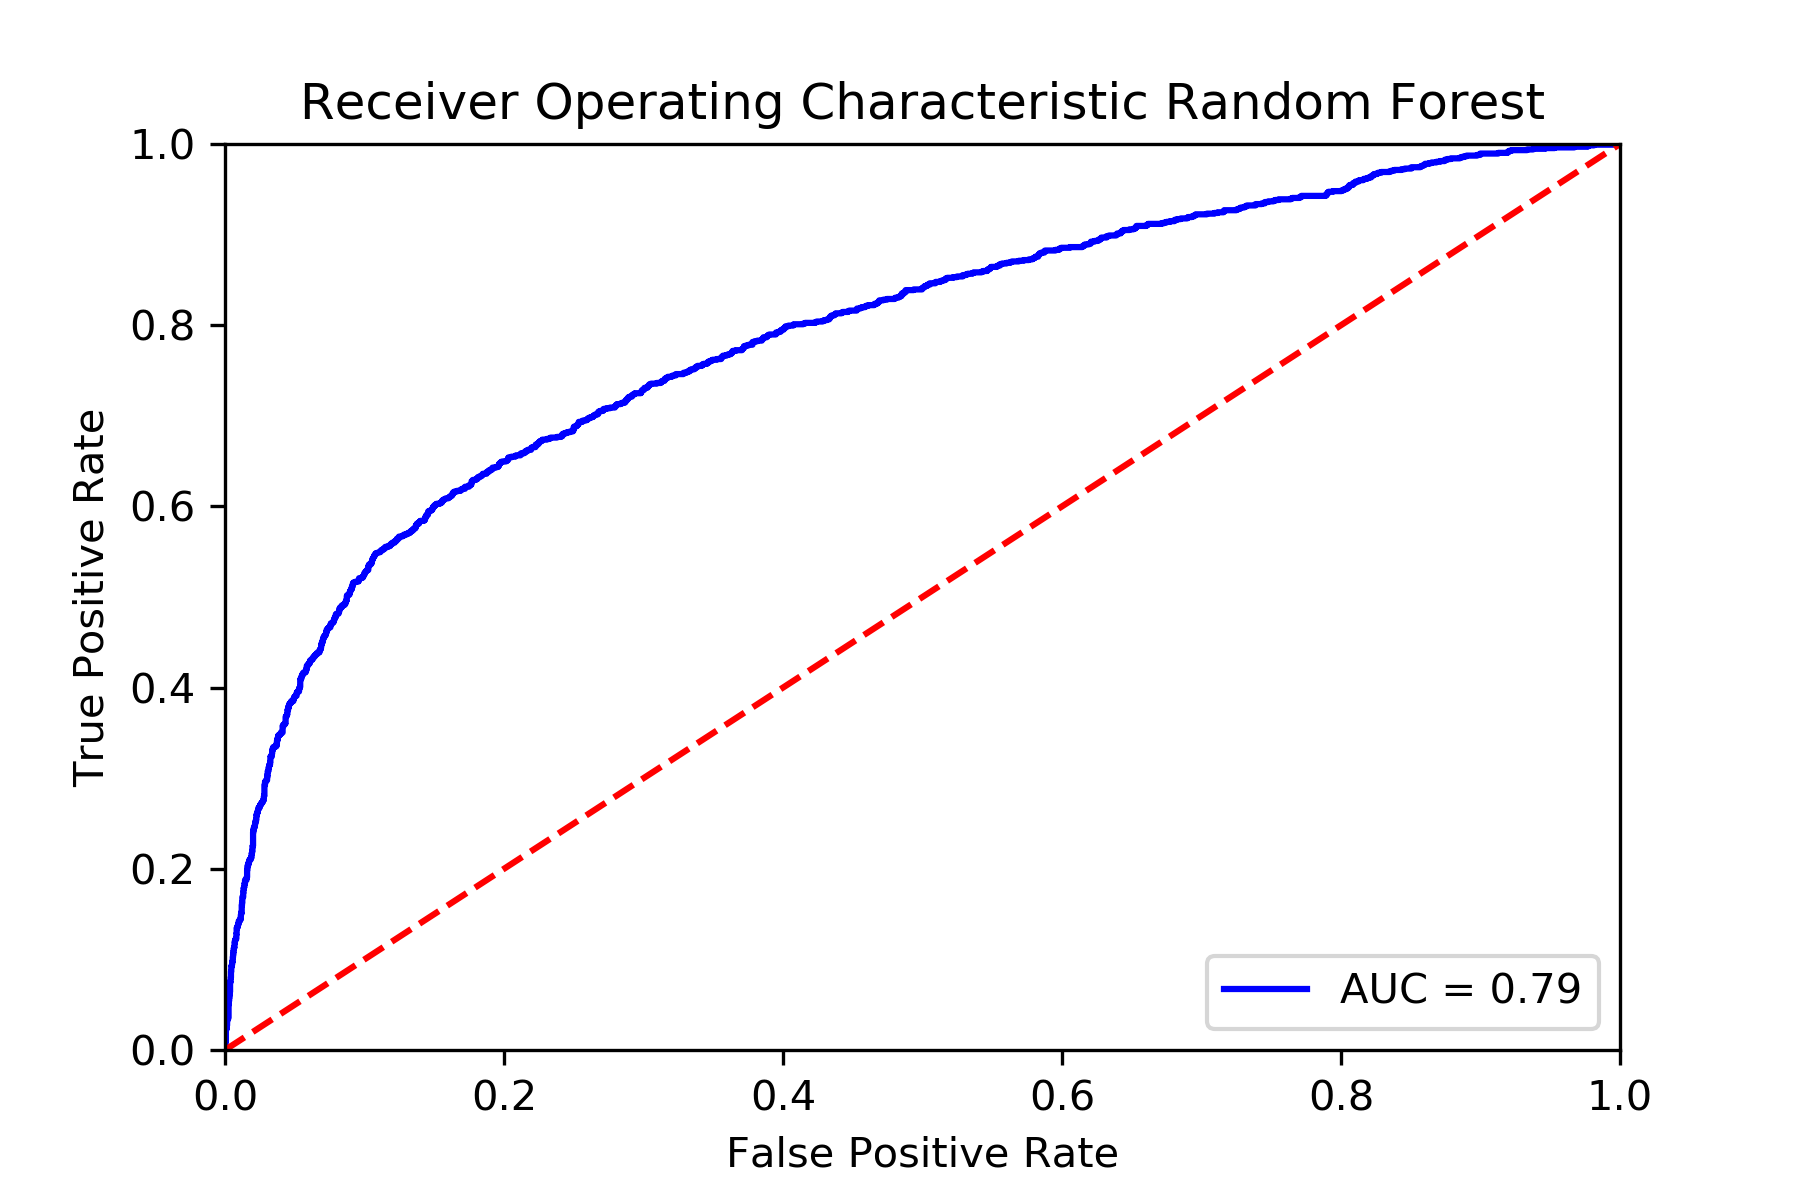 Receiver Operating Characteristic Random Forest
1.0
0.8
0.6
0.4
0.2
0.0
True Positive Rate
AUC = 0.79
0.0 0.2 0.4 0.6 0.8 1.0
False Positive Rate